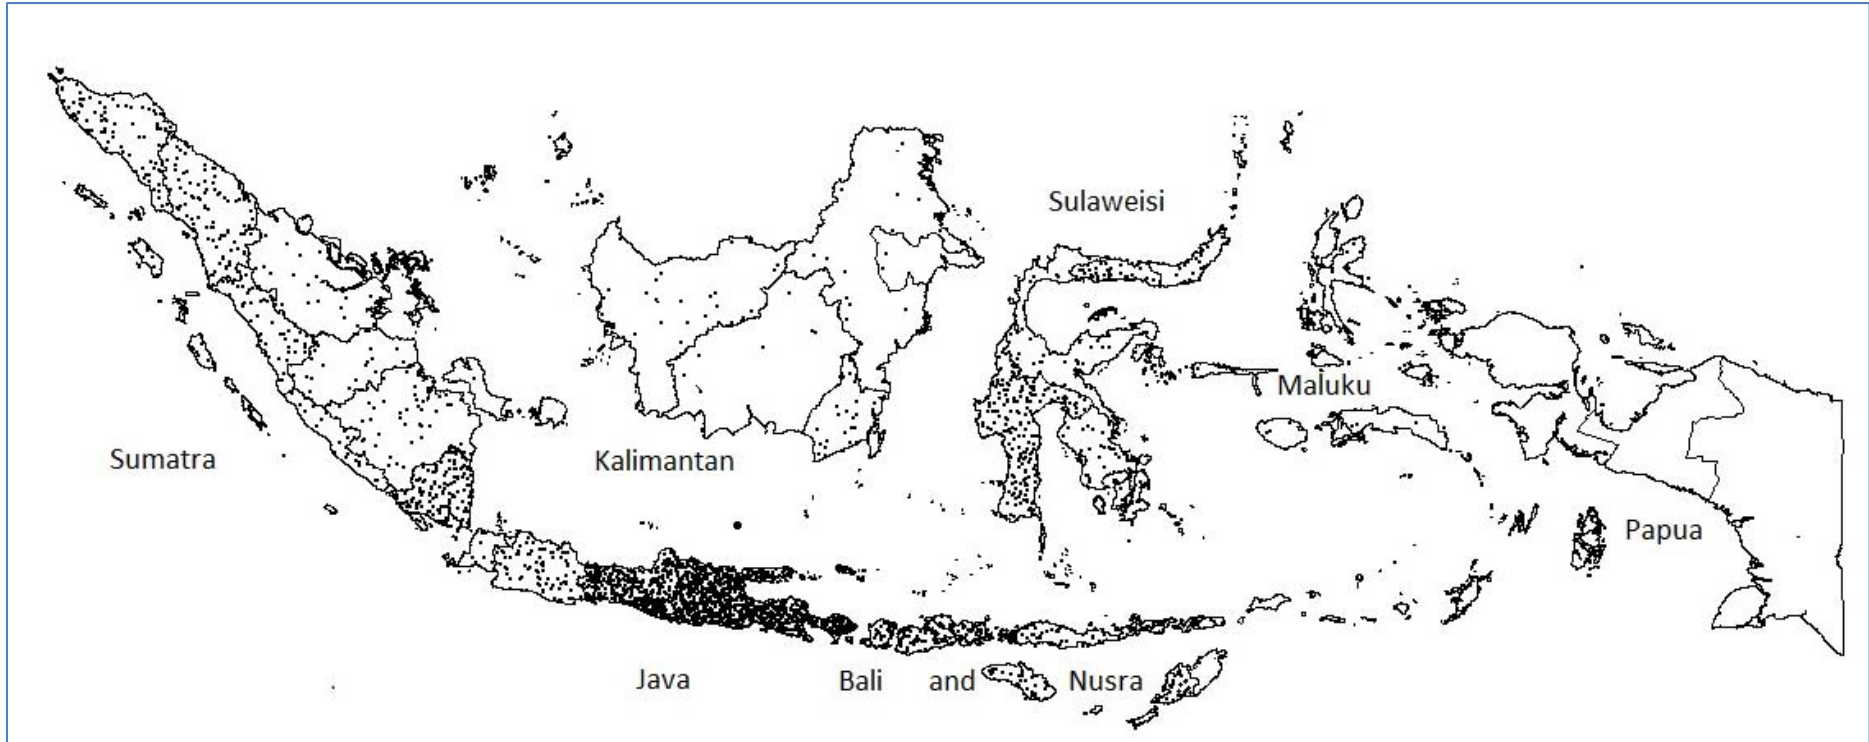 Sulaweisi
Maluku
Sumatra
Kalimantan
Papua
Java
Bali and Nusra